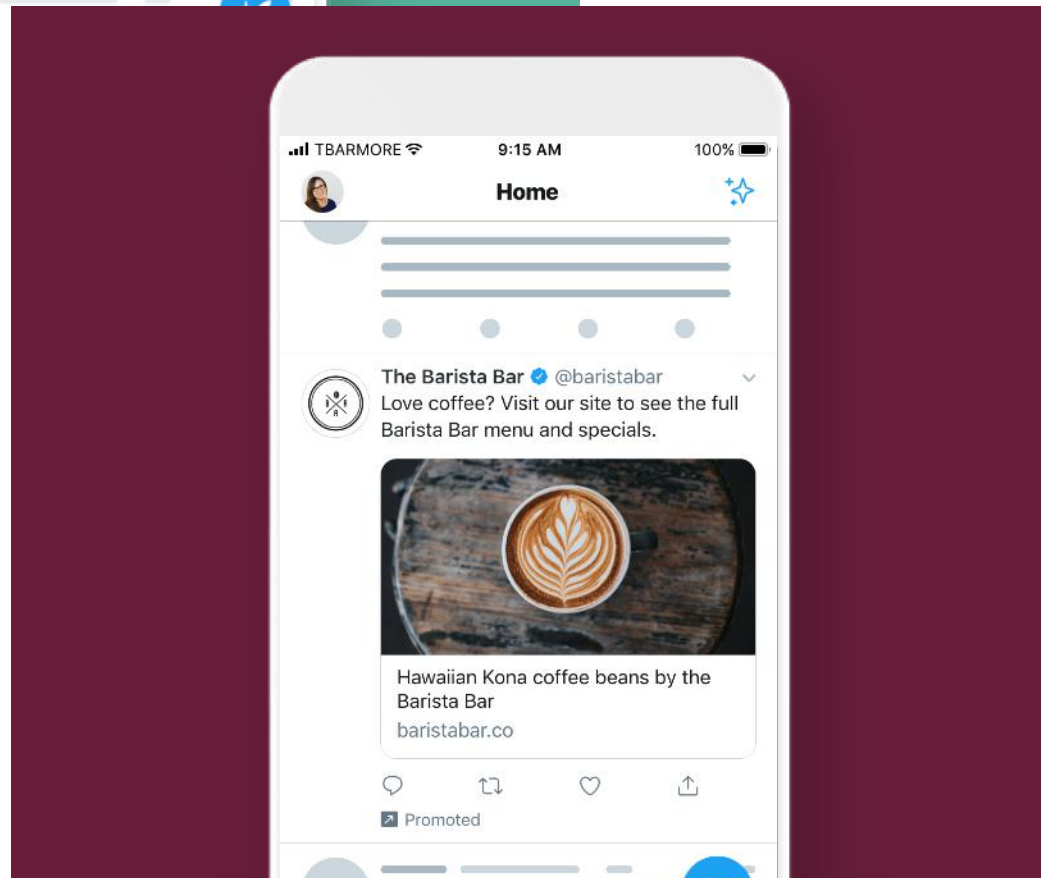 TBARMORE 9:15 AM 100%
Home
The Barista Bar @baristabar
Love coffee? Visit our site to see the full
Barista Bar menu and specials.
Hawaiian Kona coffee beans by the
Barista Bar
baristabar.co
Promoted